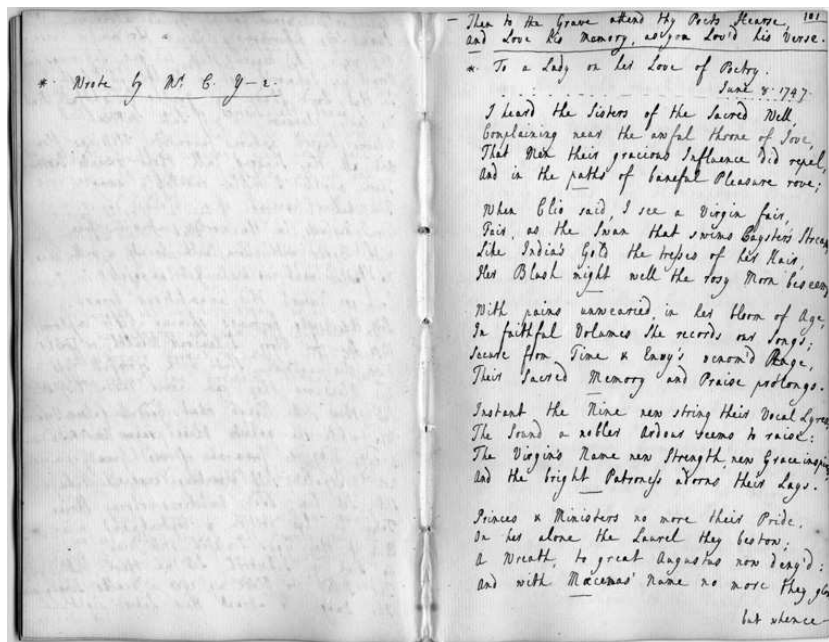 * Wrote by Mr. C. Y-2.
101
Then to the Grave attend thy Poets Hearse,
and Love his Memory, as you Lov'd his Verse.
* To a Lady on her Love of Poetry.
June 8. 1747.
I heard the Sisters of the Sacred Well,
Complaining near the awful throne of Jove,
That Men their gracious Influence did repel,
And in the paths of baneful Pleasure rove;
When Clio said, I see a Virgin fair,
Fair, as the Swan that swims Cayster's Stream
Like India's Gold the tresses of her Hair,
Her Blush might well the rosy Morn beseem
With pains unwearied, in her bloom of Age,
In faithful Volumes She records our Songs;
Secure from Time & Envy's venom'd Rage,
Their Sacred Memory and Praise prolongs.
Instant the Nine new string their Vocal Lyres
The Sound a nobler Ardour seems to raise:
The Virgin's Name new Strength, new Grace inspi
And the bright Patroness adorns their Lays.
Princes & Ministers no more their Pride,
On her alone the Laurel they bestow;
A Wreath, to great Augustus now deny'd:
And with Mæcenas' Name no more they glo
but whence